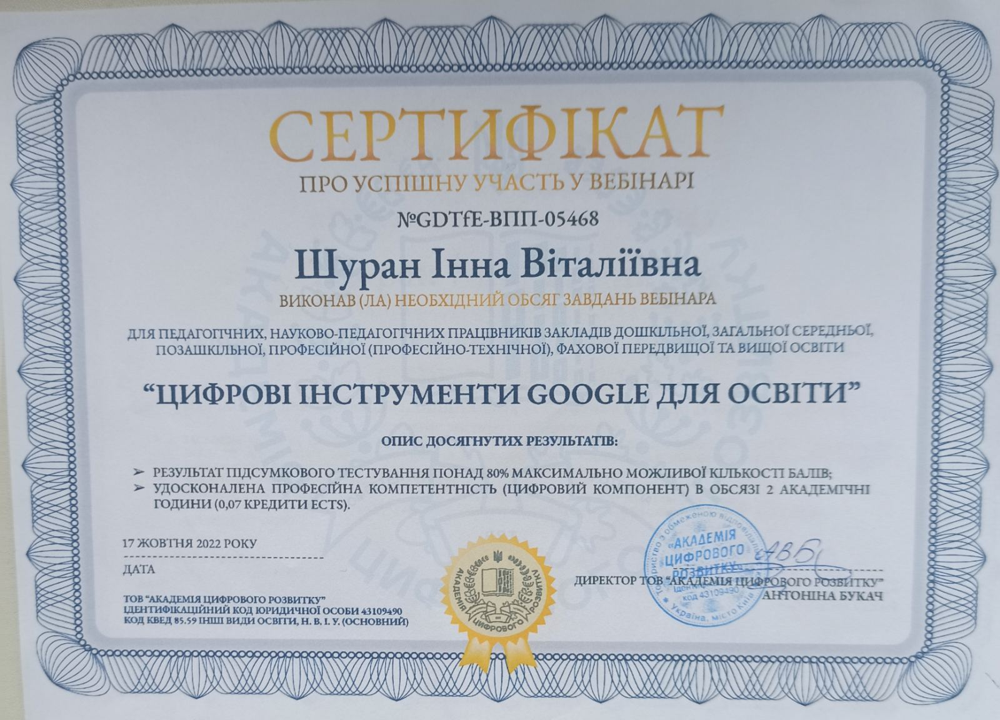 СЕРТИФІКАТ
ПРО УСПІШНУ УЧАСТЬ У ВЕБІНАРІ
№GDTfE-ВПП-05468
Шуран Інна Віталіївна
ВИКОНАВ (ЛА) НЕОБХІДНИЙ ОБСЯГ ЗАВДАНЬ ВЕБІНАРА
ДЛЯ ПЕДАГОГІЧНИХ, НАУКОВО-ПЕДАГОГІЧНИХ ПРАЦІВНИКІВ ЗАКЛАДІВ ДОШКІЛЬНОЇ, ЗАГАЛЬНОЇ СЕРЕДНЬОЇ,
ПОЗАШКІЛЬНОЇ, ПРОФЕСІЙНОЇ (ПРОФЕСІЙНО-ТЕХНІЧНОЇ), ФАХОВОЇ ПЕРЕДВИЩОЇ ТА ВИЩОЇ ОСВІТИ
“ЦИФРОВІ ІНСТРУМЕНТИ GOOGLE ДЛЯ ОСВІТИ”
ОПИС ДОСЯГНУТИХ РЕЗУЛЬТАТІВ:
➢ РЕЗУЛЬТАТ ПІДСУМКОВОГО ТЕСТУВАННЯ ПОНАД 80% МАКСИМАЛЬНО МОЖЛИВОЇ КІЛЬКОСТІ БАЛІВ;
➢ УДОСКОНАЛЕНА ПРОФЕСІЙНА КОМПЕТЕНТНІСТЬ (ЦИФРОВИЙ КОМПОНЕНТ) В ОБСЯЗІ 2 АКАДЕМІЧНІ
ГОДИНИ (0,07 КРЕДИТИ ECTS).
17 ЖОВТНЯ 2022 РОКУ
ДАТА
ТОВ “АКАДЕМІЯ ЦИФРОВОГО РОЗВИТКУ”
ІДЕНТИФІКАЦІЙНИЙ КОД ЮРИДИЧНОЇ ОСОБИ 43109490
КОД КВЕД 85.59 ІНШІ ВИДИ ОСВІТИ, Н. В. І. У. (ОСНОВНИЙ)
АКАДЕМІЯ ЦИФРОВОГО РОЗВИТКУ
ДИРЕКТОР ТОВ “АКАДЕМІЯ ЦИФРОВОГО РОЗВИТКУ”
АНТОНІНА БУКАЧ
Товариство з обмеженою
«АКАДЕМІЯ
ЦИФРОВОГО
РОЗВИТКУ»
код 43109490
Україна, місто Київ